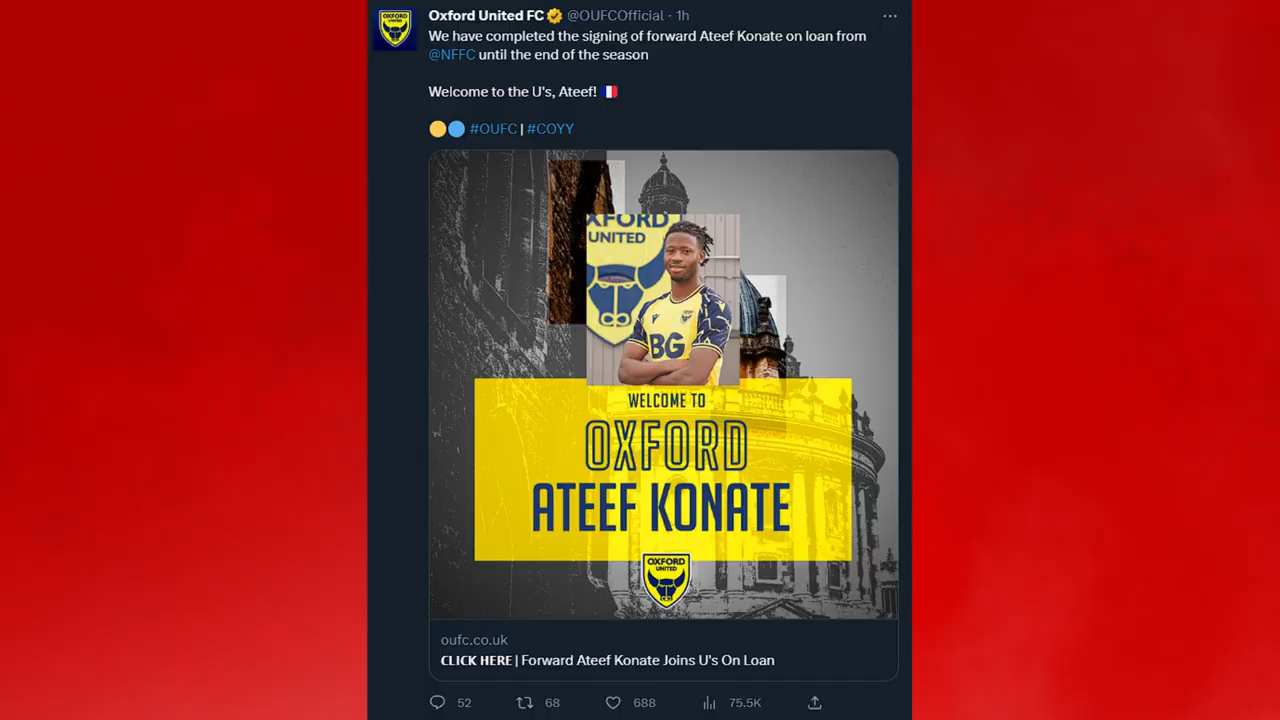 Oxford United FC @OUFCOfficial · 1h
We have completed the signing of forward Ateef Konate on loan from
@NFFC until the end of the season
Welcome to the U's, Ateef! 🇫🇷
🟡🔵 #OUFC | #COYY
OXFORD
UNITED
XFORD
UNITED
BG
WELCOME TO
OXFORD
ATEEF KONATE
OXFORD
UNITED
oufc.co.uk
CLICK HERE | Forward Ateef Konate Joins U's On Loan
52 68 688 75.5K